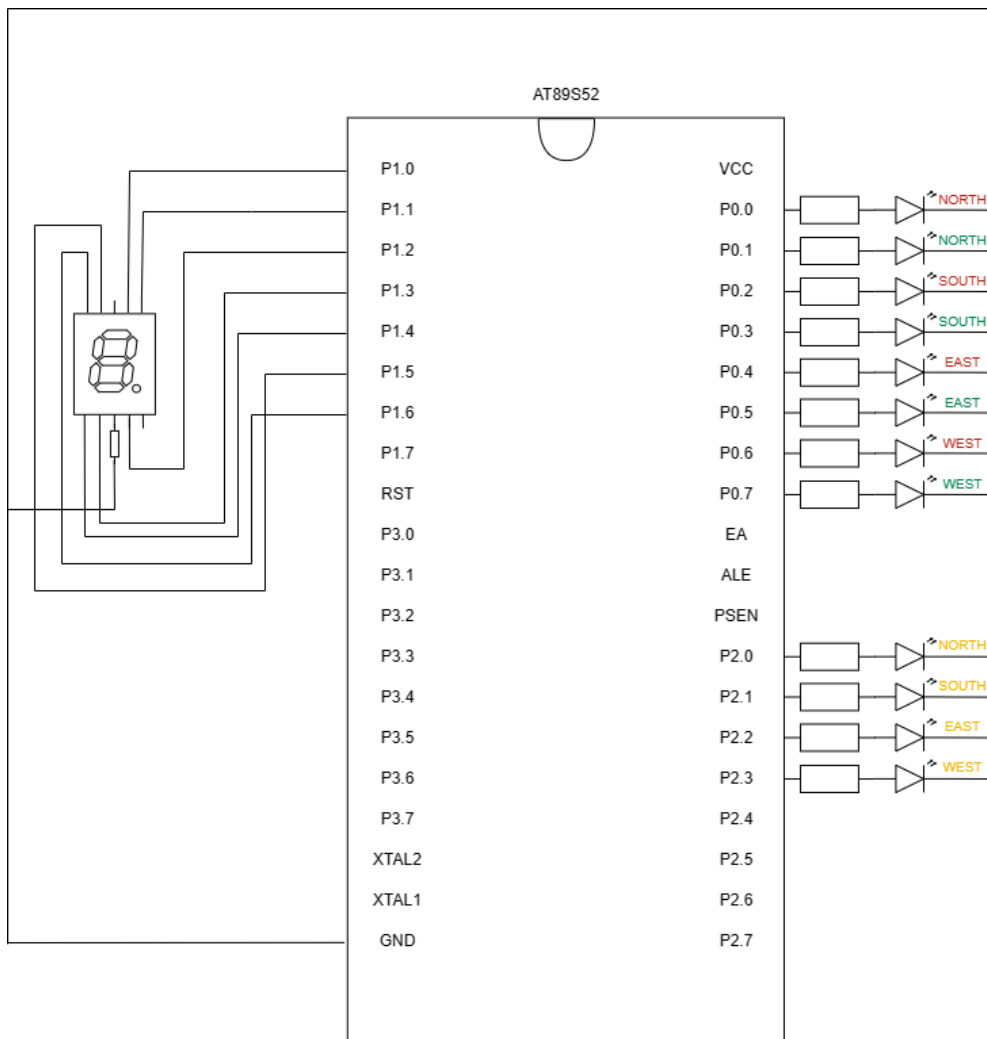 AT89S52
P1.0 VCC
P1.1 P0.0 NORTH
P1.2 P0.1 NORTH
P1.3 P0.2 SOUTH
P1.4 P0.3 SOUTH
P1.5 P0.4 EAST
P1.6 P0.5 EAST
P1.7 P0.6 WEST
RST P0.7 WEST
P3.0 EA
P3.1 ALE
P3.2 PSEN
P3.3 P2.0 NORTH
P3.4 P2.1 SOUTH
P3.5 P2.2 EAST
P3.6 P2.3 WEST
P3.7 P2.4
XTAL2 P2.5
XTAL1 P2.6
GND P2.7